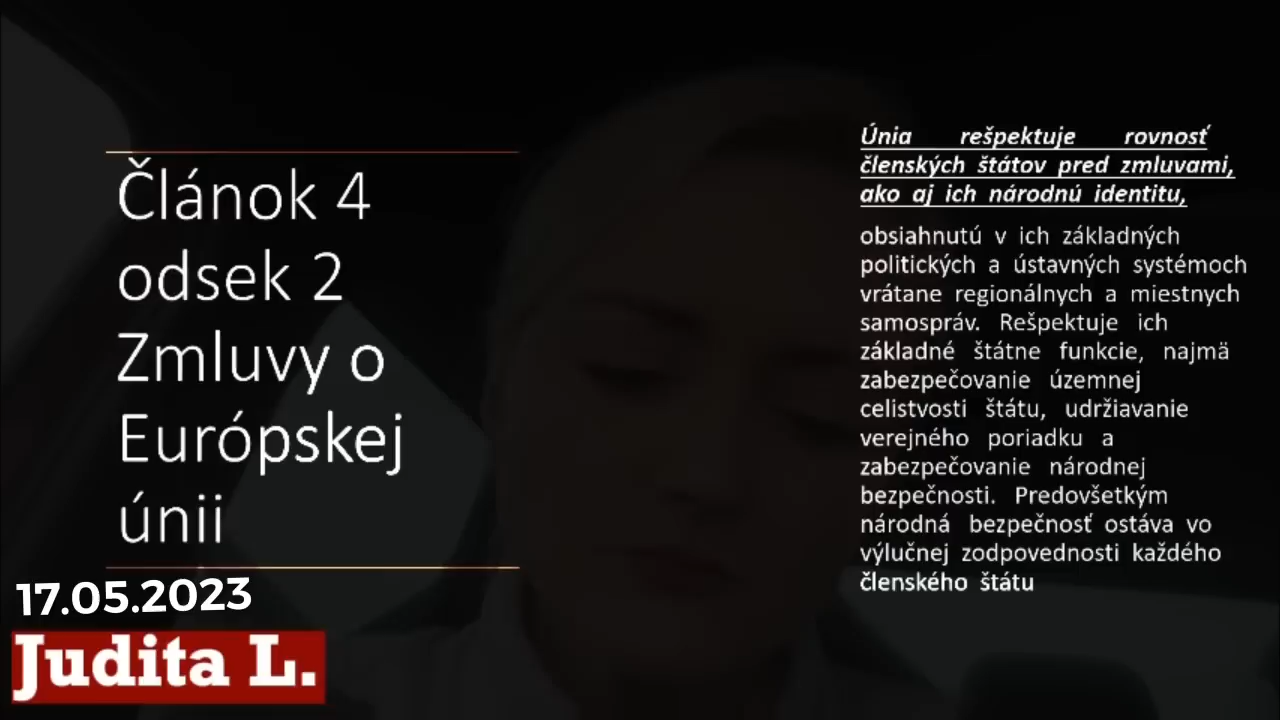 Článok 4
odsek 2
Zmluvy o
Európskej
únii
17.05.2023
Judita L.
Únia rešpektuje rovnosť
členských štátov pred zmluvami,
ako aj ich národnú identitu,
obsiahnutú v ich základných
politických a ústavných systémoch
vrátane regionálnych a miestnych
samospráv. Rešpektuje ich
základné štátne funkcie, najmä
zabezpečovanie územnej
celistvosti štátu, udržiavanie
verejného poriadku a
zabezpečovanie národnej
bezpečnosti. Predovšetkým
národná bezpečnosť ostáva vo
výlučnej zodpovednosti každého
členského štátu